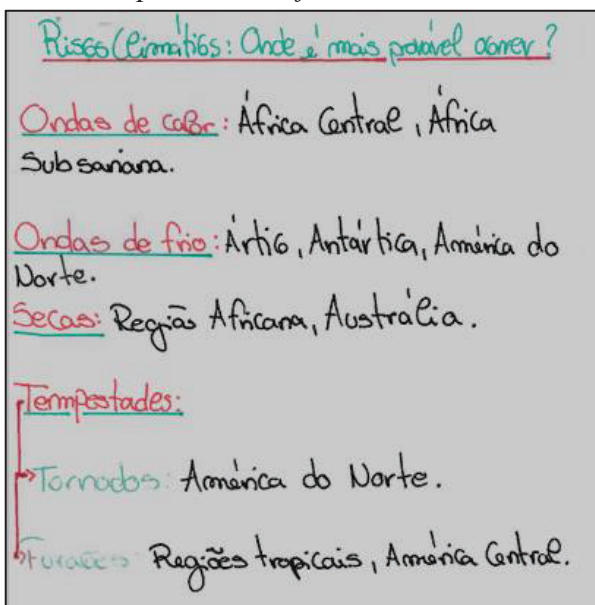 Riscos Climáticos: Onde é mais provável ocorrer?
Ondas de calor: África Central, África
Subsariana.
Ondas de frio: Ártico, Antártica, América do
Norte.
Secas: Região Africana, Austrália.
Tempestades:
Tornados: América do Norte.
Furacões: Regiões tropicais, América Central.